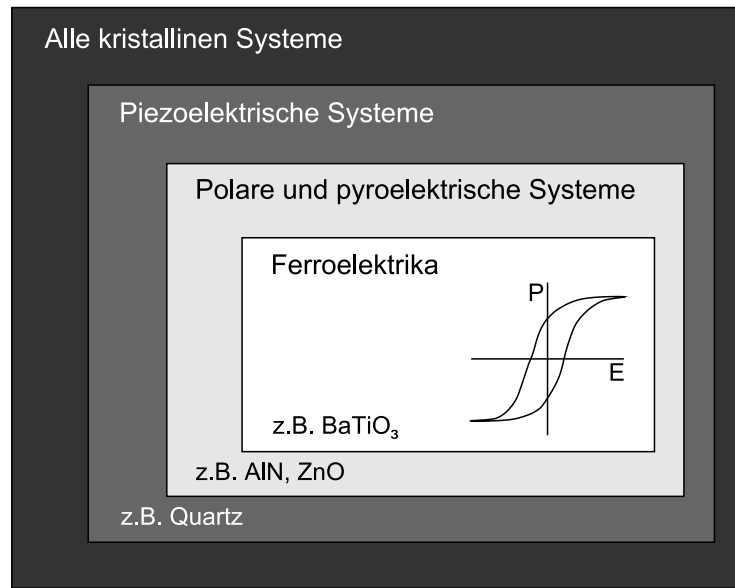 Alle kristallinen Systeme
Piezoelektrische Systeme
Polare und pyroelektrische Systeme
Ferroelektrika
P
E
z.B. BaTiO₃
z.B. AlN, ZnO
z.B. Quartz